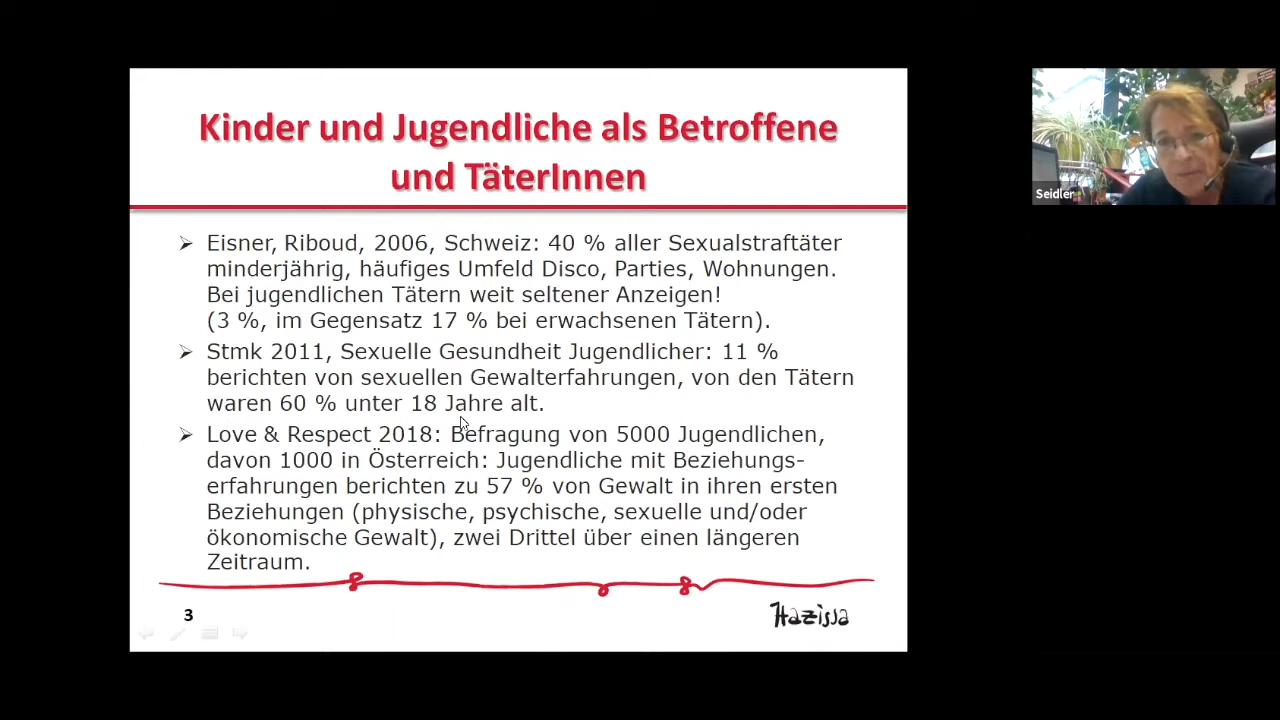 Kinder und Jugendliche als Betroffene
und TäterInnen
Eisner, Riboud, 2006, Schweiz: 40 % aller Sexualstraftäter
minderjährig, häufiges Umfeld Disco, Parties, Wohnungen.
Bei jugendlichen Tätern weit seltener Anzeigen!
(3 %, im Gegensatz 17 % bei erwachsenen Tätern).
Stmk 2011, Sexuelle Gesundheit Jugendlicher: 11 %
berichten von sexuellen Gewalterfahrungen, von den Tätern
waren 60 % unter 18 Jahre alt.
Love & Respect 2018: Befragung von 5000 Jugendlichen,
davon 1000 in Österreich: Jugendliche mit Beziehungs-
erfahrungen berichten zu 57 % von Gewalt in ihren ersten
Beziehungen (physische, psychische, sexuelle und/oder
ökonomische Gewalt), zwei Drittel über einen längeren
Zeitraum.
3
Hazissa
Seidler